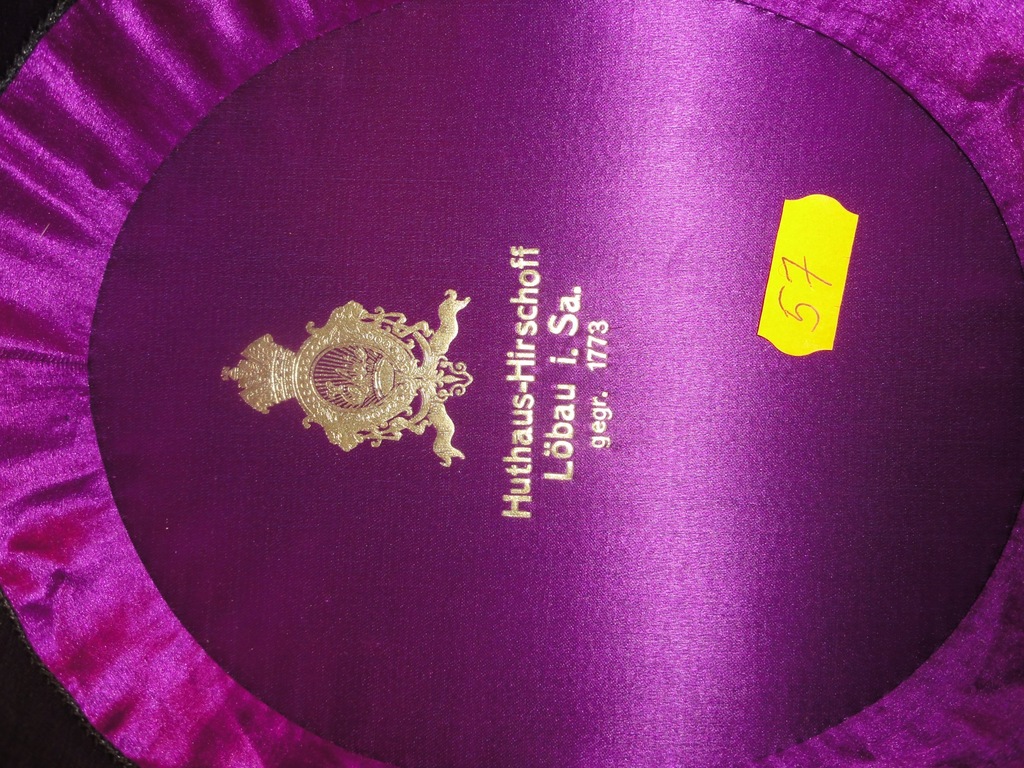 Huthaus-Hirschoff
Löbau i. Sa.
gegr. 1773
57